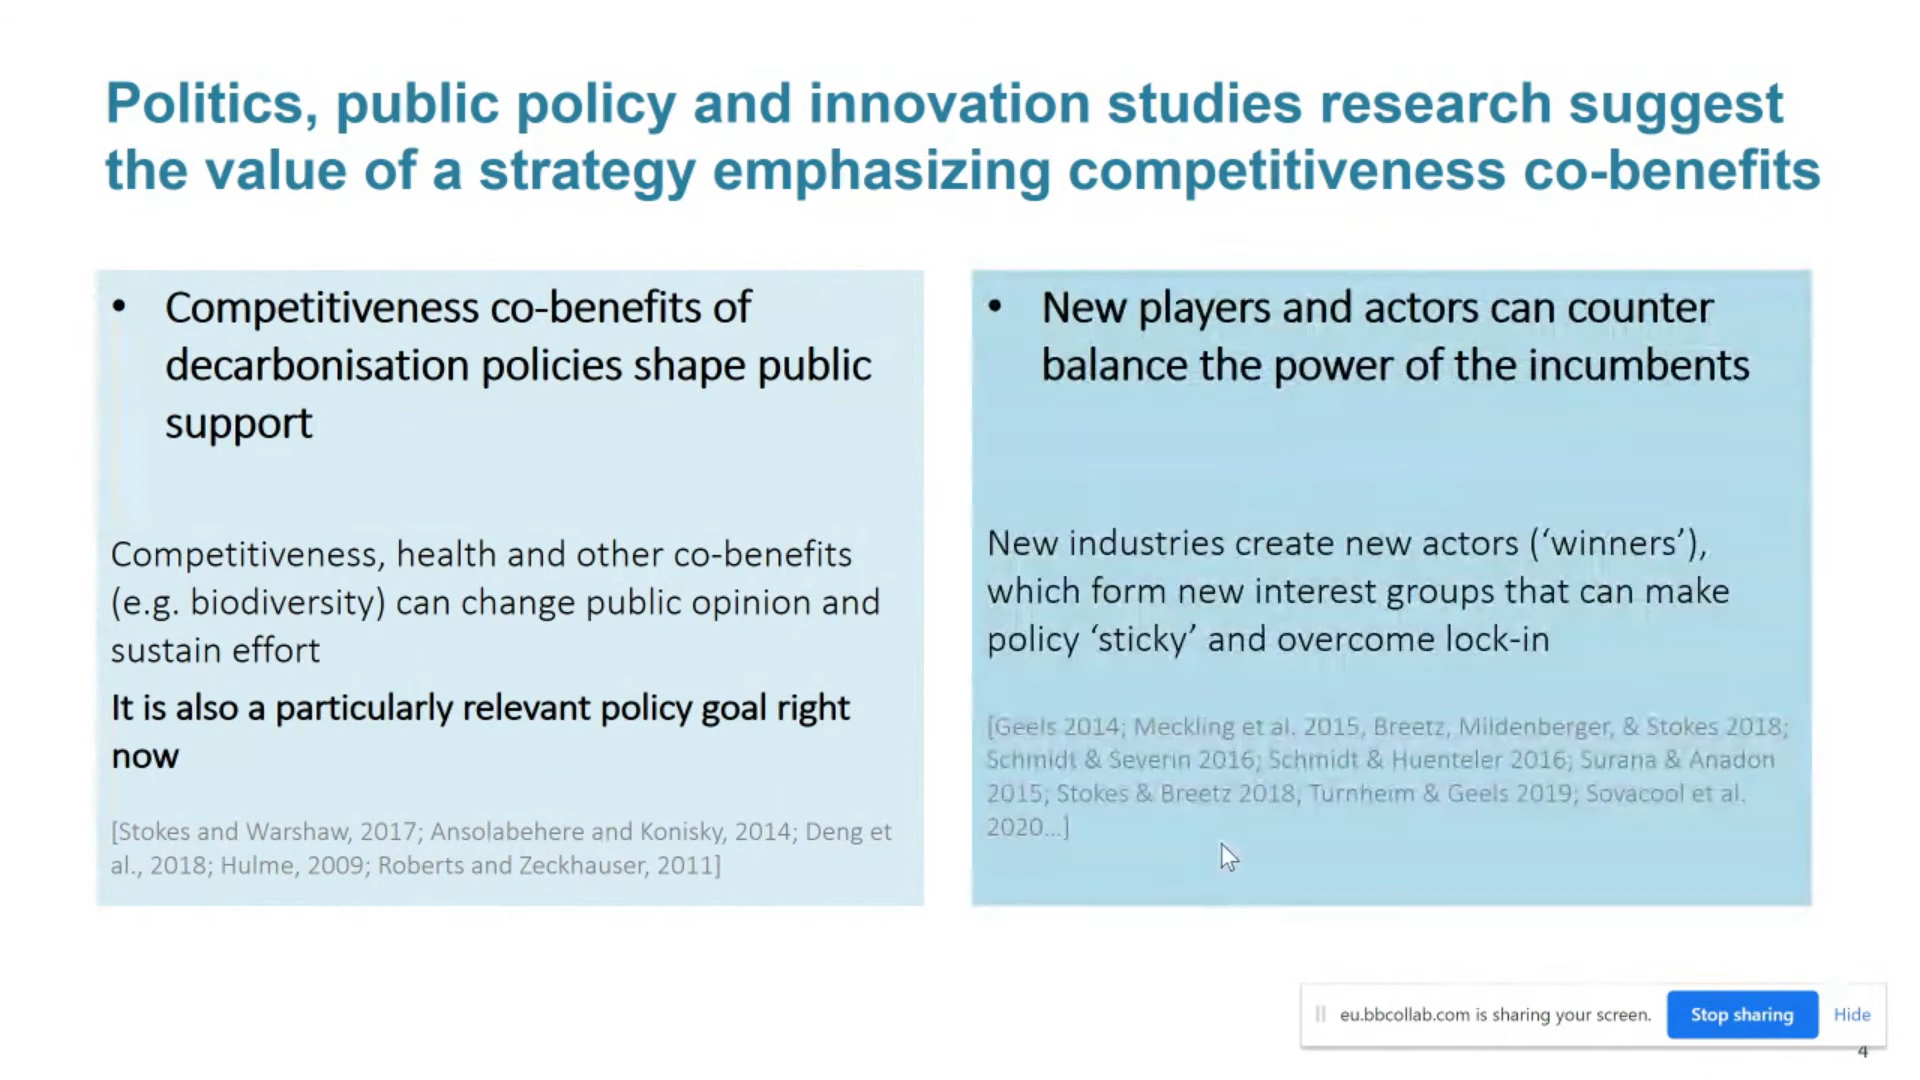 Politics, public policy and innovation studies research suggest
the value of a strategy emphasizing competitiveness co-benefits
• Competitiveness co-benefits of
decarbonisation policies shape public
support
Competitiveness, health and other co-benefits
(e.g. biodiversity) can change public opinion and
sustain effort
It is also a particularly relevant policy goal right
now
[Stokes and Warshaw, 2017; Ansolabehere and Konisky, 2014; Deng et
al., 2018; Hulme, 2009; Roberts and Zeckhauser, 2011]
• New players and actors can counter
balance the power of the incumbents
New industries create new actors (‘winners’),
which form new interest groups that can make
policy ‘sticky’ and overcome lock-in
[Geels 2014; Meckling et al. 2015, Breetz, Mildenberger, & Stokes 2018;
Schmidt & Severin 2016; Schmidt & Huenteler 2016; Surana & Anadon
2015; Stokes & Breetz 2018, Turnheim & Geels 2019; Sovacool et al.
2020...]
eu.bbcollab.com is sharing your screen. Stop sharing Hide
4